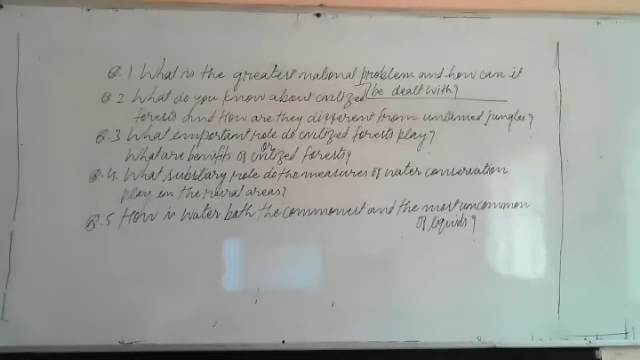 Q.1 What is the greatest national problem and how can it
be dealt with?
Q.2 What do you know about civilized
forests and How are they different from untamed jungles?
Q.3 What important role do civilized forests play?
or
What are benefits of civilized forests?
Q.4. What subsidary role do the measures of water conservation
play in the rural areas?
Q.5 How is water both the commonest and the most uncommon
of liquids?